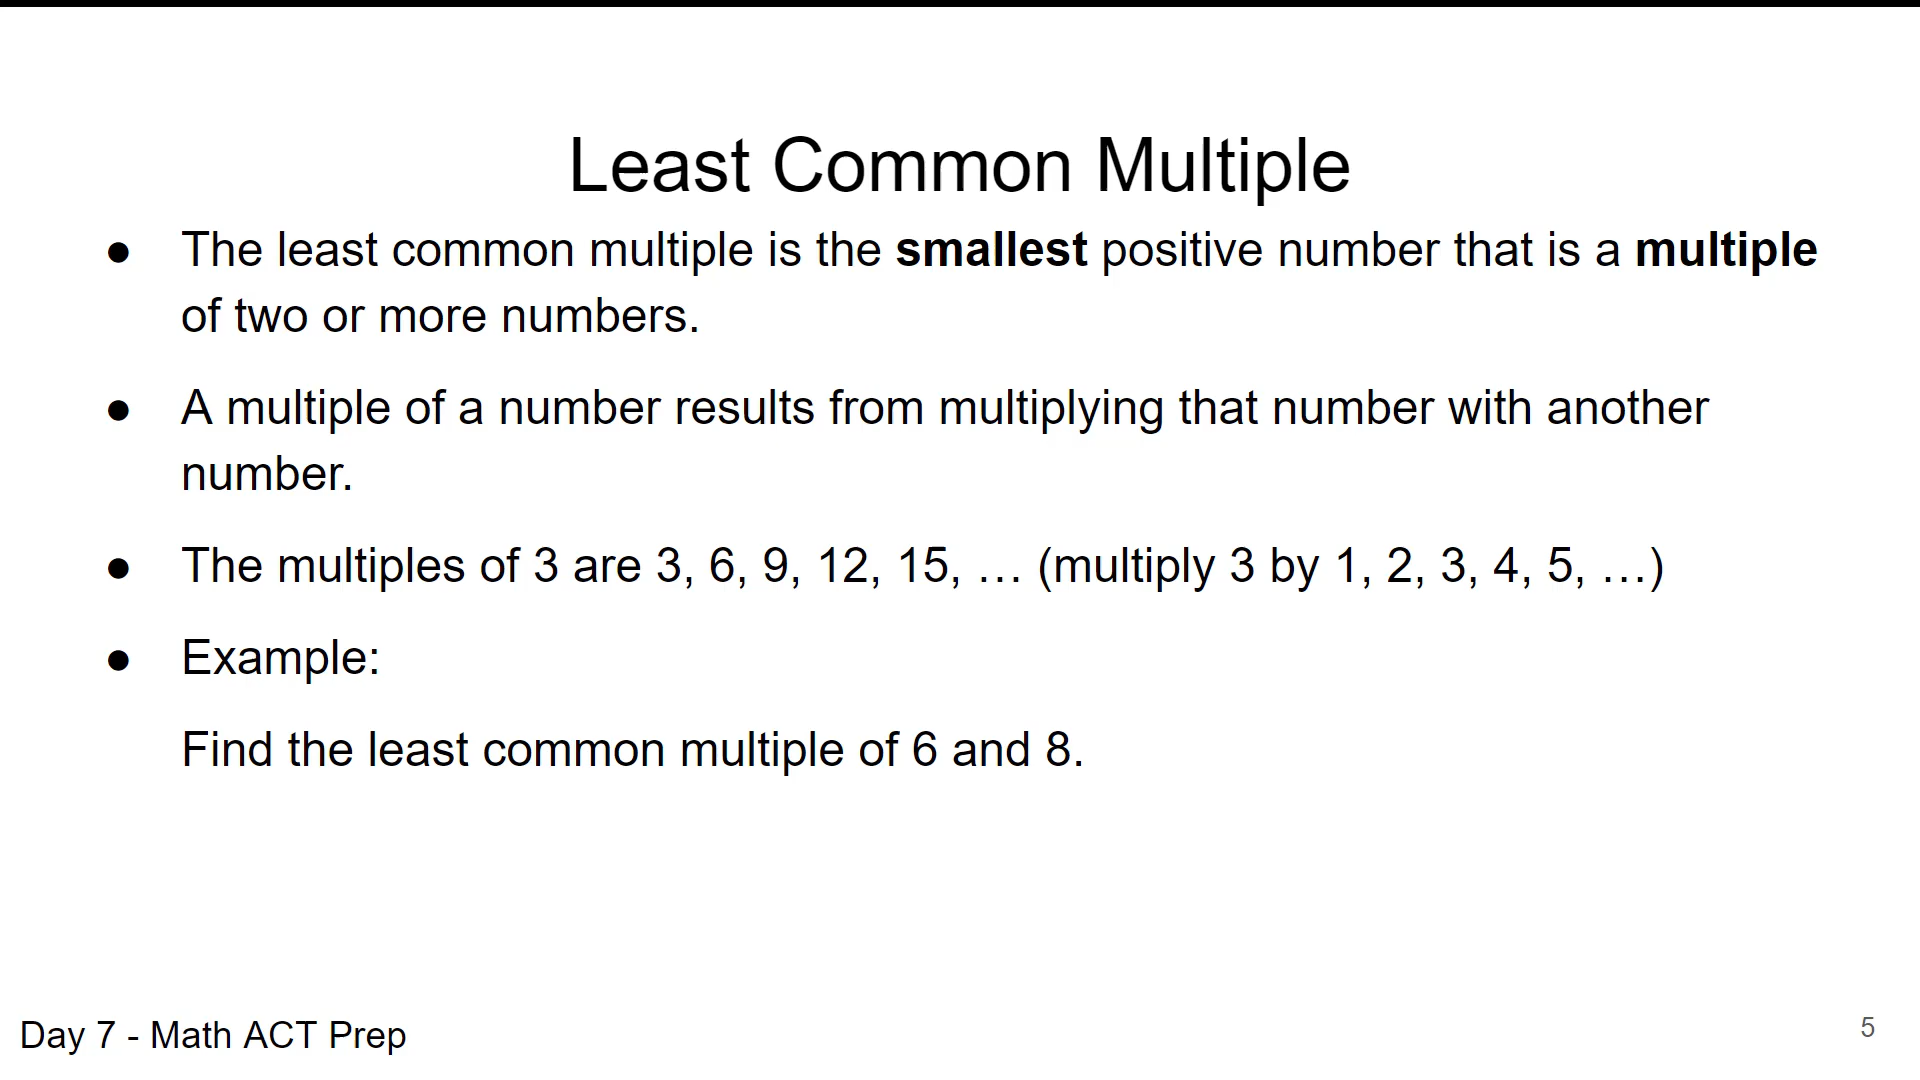 Least Common Multiple
● The least common multiple is the smallest positive number that is a multiple
of two or more numbers.
● A multiple of a number results from multiplying that number with another
number.
● The multiples of 3 are 3, 6, 9, 12, 15, … (multiply 3 by 1, 2, 3, 4, 5, …)
● Example:
Find the least common multiple of 6 and 8.
Day 7 - Math ACT Prep
5